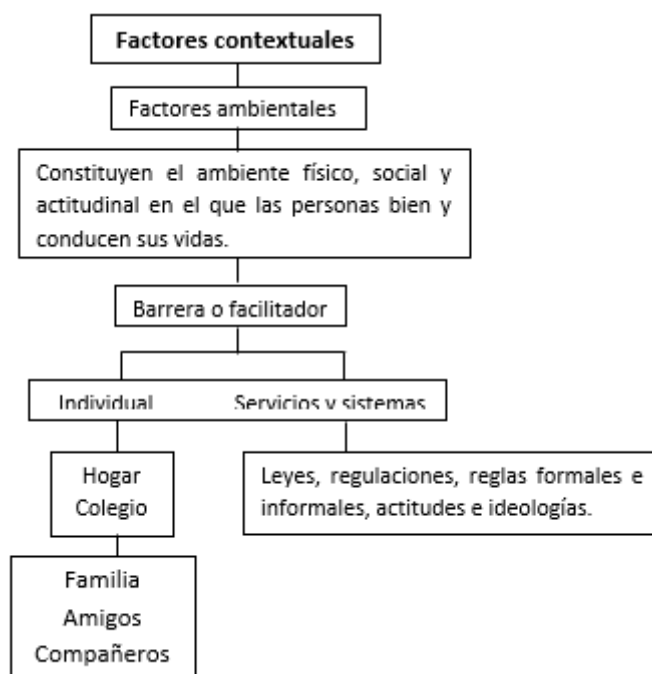 Factores contextuales
Factores ambientales
Constituyen el ambiente físico, social y
actitudinal en el que las personas bien y
conducen sus vidas.
Barrera o facilitador
Individual Servicios y sistemas
Hogar
Colegio
Leyes, regulaciones, reglas formales e
informales, actitudes e ideologías.
Familia
Amigos
Compañeros